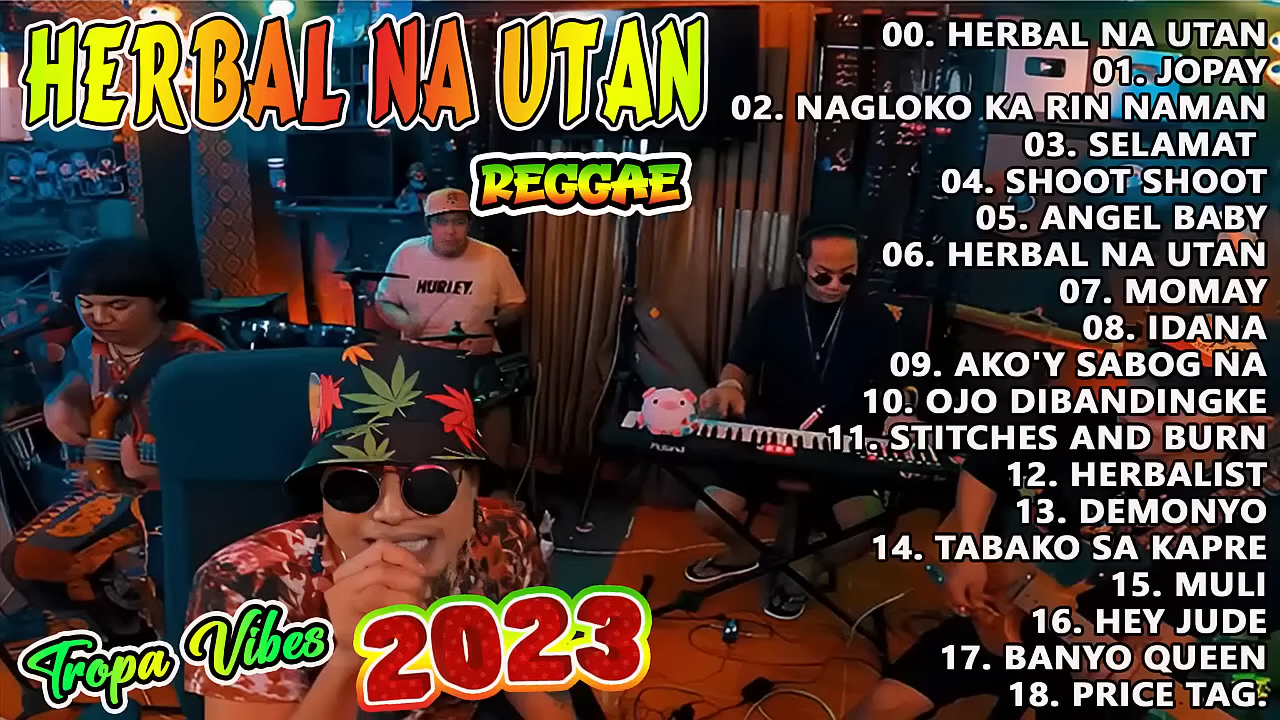 HERBAL NA UTAN
REGGAE
HURLEY.
Roland
Tropa Vibes
2023
00. HERBAL NA UTAN
01. JOPAY
02. NAGLOKO KA RIN NAMAN
03. SELAMAT
04. SHOOT SHOOT
05. ANGEL BABY
06. HERBAL NA UTAN
07. MOMAY
08. IDANA
09. AKO'Y SABOG NA
10. OJO DIBANDINGKE
11. STITCHES AND BURN
12. HERBALIST
13. DEMONYO
14. TABAKO SA KAPRE
15. MULI
16. HEY JUDE
17. BANYO QUEEN
18. PRICE TAG.